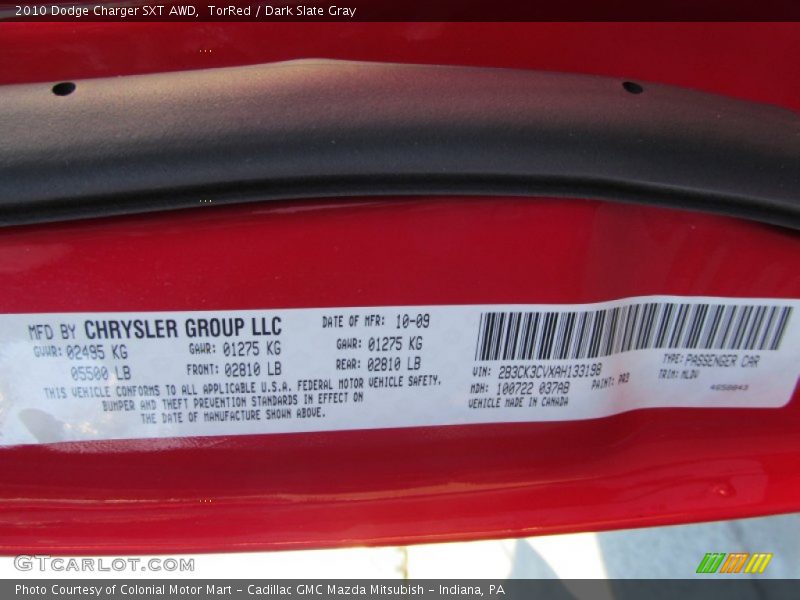 2010 Dodge Charger SXT AWD,  TorRed / Dark Slate Gray
MFD BY CHRYSLER GROUP LLC
DATE OF MFR: 10-09
GVWR: 02495 KG
GAWR: 01275 KG
GAWR: 01275 KG
05500 LB
FRONT: 02810 LB
REAR: 02810 LB
THIS VEHICLE CONFORMS TO ALL APPLICABLE U.S.A. FEDERAL MOTOR VEHICLE SAFETY,
BUMPER AND THEFT PREVENTION STANDARDS IN EFFECT ON
THE DATE OF MANUFACTURE SHOWN ABOVE.
VIN: 2B3CK3CVXAH133198
TYPE: PASSENGER CAR
MDH: 100722 037AB
PAINT: PR3
TRIM: MLDV
VEHICLE MADE IN CANADA
4658843
GTCarLot.com
Photo Courtesy of Colonial Motor Mart - Cadillac GMC Mazda Mitsubish - Indiana, PA